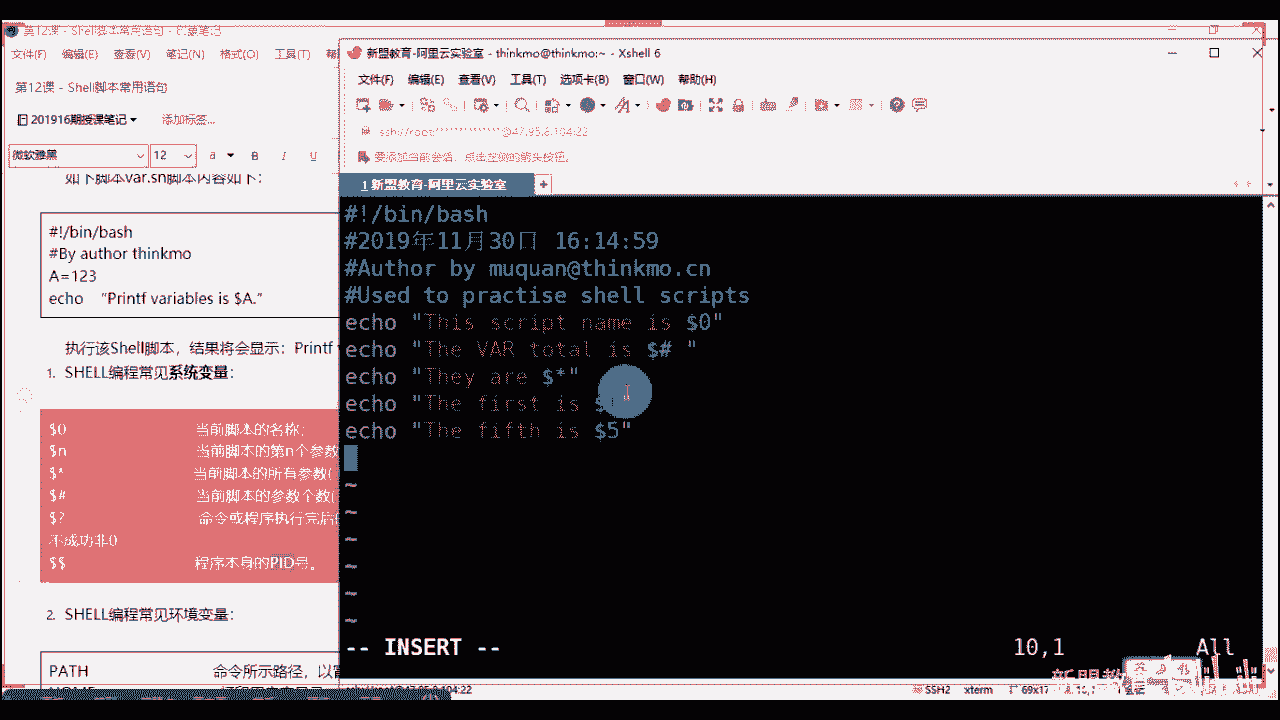 第12课 - Shell脚本常用语句 - 印象笔记
文件(F) 编辑(E) 查看(V) 笔记(N) 格式(O) 工具(T) 帮
第12课 - Shell脚本常用语句
201916期授课笔记 添加标签...
微软雅黑 12 a B I U
如下脚本var.sh脚本内容如下：
#!/bin/bash
#By author thinkmo
A=123
echo “Printf variables is $A.”
执行该Shell脚本，结果将会显示：Printf
1. SHELL编程常见系统变量：
$0 当前脚本的名称；
$n 当前脚本的第n个参数
$* 当前脚本的所有参数(
$# 当前脚本的参数个数(
$? 命令或程序执行完后
不成功非0
$$ 程序本身的PID号。
2. SHELL编程常见环境变量：
PATH 命令所示路径，以
新盟教育-阿里云实验室 - thinkmo@thinkmo:~ - Xshell 6
文件(F) 编辑(E) 查看(V) 工具(T) 选项卡(B) 窗口(W) 帮助(H)
ssh://root:************@47.95.8.104:22
要添加当前会话，点击左侧的箭头按钮。
1 新盟教育-阿里云实验室 +
#!/bin/bash
#2019年11月30日 16:14:59
#Author by muquan@thinkmo.cn
#Used to practise shell scripts
echo "This script name is $0"
echo "The VAR total is $# "
echo "They are $*"
echo "The first is
echo "The fifth is $5"
~
~
~
~
~
~
-- INSERT -- 10,1 All
SSH2 xterm